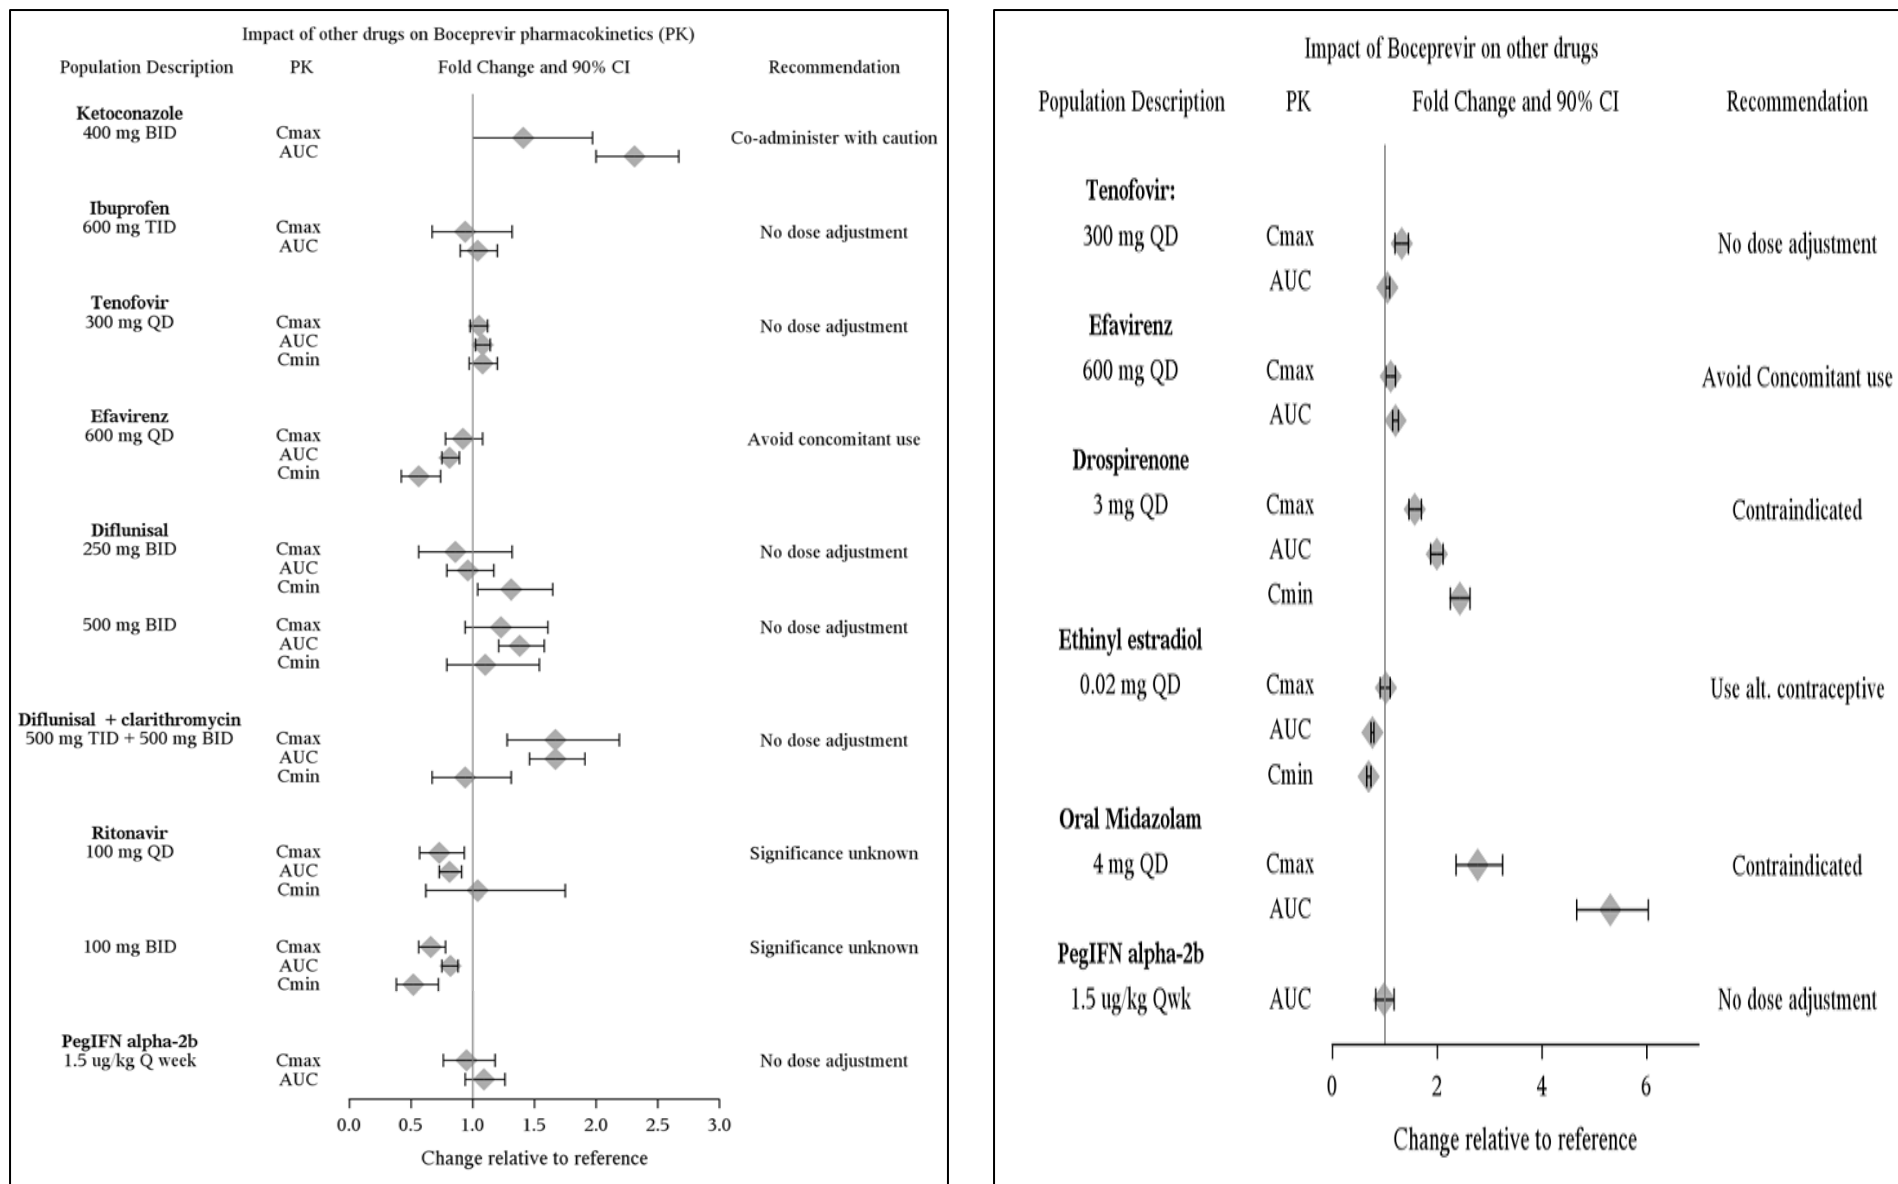 Impact of other drugs on Boceprevir pharmacokinetics (PK)
Population Description PK Fold Change and 90% CI Recommendation
Ketoconazole
400 mg BID Cmax Co-administer with caution
AUC
Ibuprofen
600 mg TID Cmax No dose adjustment
AUC
Tenofovir
300 mg QD Cmax No dose adjustment
AUC
Cmin
Efavirenz
600 mg QD Cmax Avoid concomitant use
AUC
Cmin
Diflunisal
250 mg BID Cmax No dose adjustment
AUC
Cmin
500 mg BID Cmax No dose adjustment
AUC
Cmin
Diflunisal + clarithromycin
500 mg TID + 500 mg BID Cmax No dose adjustment
AUC
Cmin
Ritonavir
100 mg QD Cmax Significance unknown
AUC
Cmin
100 mg BID Cmax Significance unknown
AUC
Cmin
PegIFN alpha-2b
1.5 ug/kg Q week Cmax No dose adjustment
AUC
0.0 0.5 1.0 1.5 2.0 2.5 3.0
Change relative to reference
Impact of Boceprevir on other drugs
Population Description PK Fold Change and 90% CI Recommendation
Tenofovir:
300 mg QD Cmax No dose adjustment
AUC
Efavirenz
600 mg QD Cmax Avoid Concomitant use
AUC
Drospirenone
3 mg QD Cmax Contraindicated
AUC
Cmin
Ethinyl estradiol
0.02 mg QD Cmax Use alt. contraceptive
AUC
Cmin
Oral Midazolam
4 mg QD Cmax Contraindicated
AUC
PegIFN alpha-2b
1.5 ug/kg Qwk AUC No dose adjustment
0 2 4 6
Change relative to reference